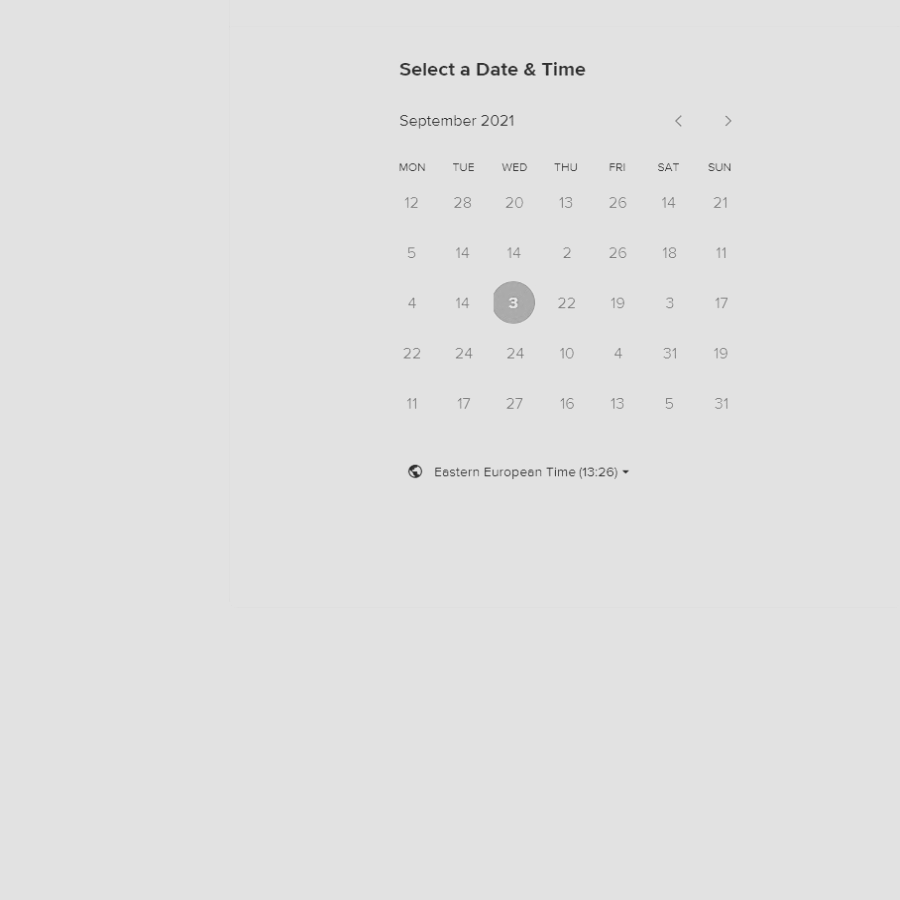 Select a Date & Time
September 2021
MON TUE WED THU FRI SAT SUN
12 28 20 13 26 14 21
5 14 14 2 26 18 11
4 14 3 22 19 3 17
22 24 24 10 4 31 19
11 17 27 16 13 5 31
Eastern European Time (13:26)